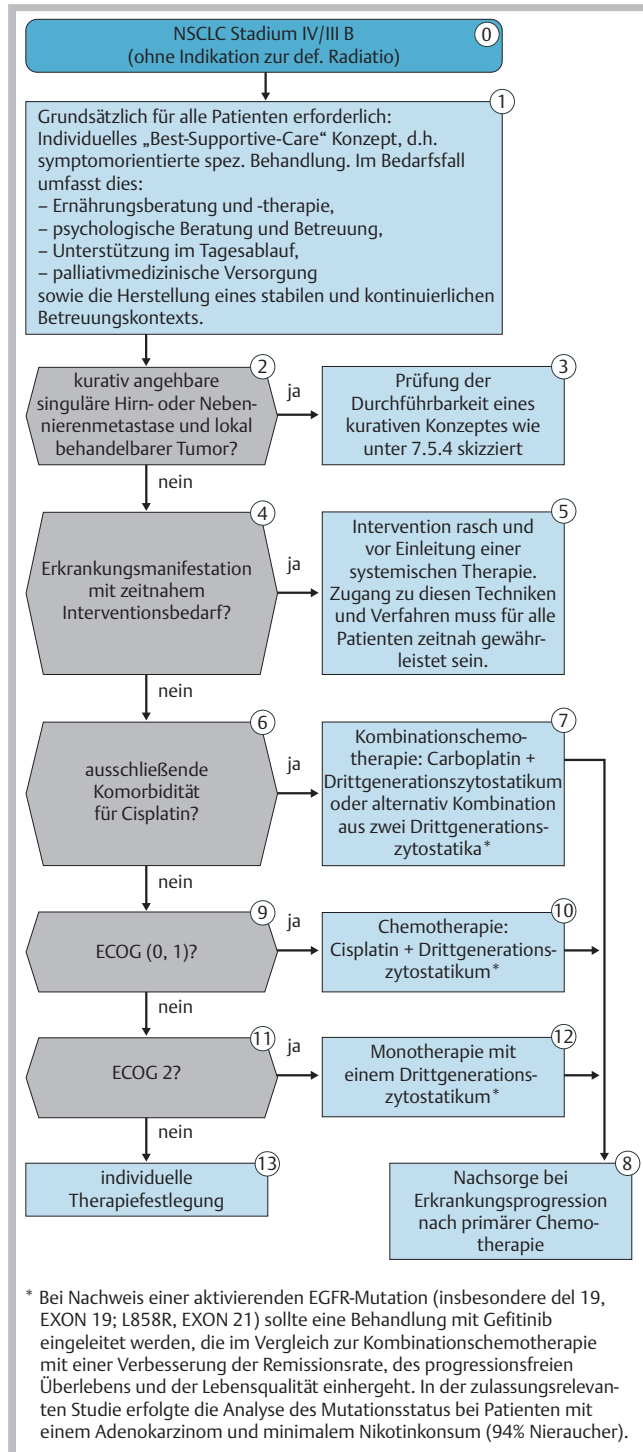 NSCLC Stadium IV/III B
(ohne Indikation zur def. Radiatio)
0
1
Grundsätzlich für alle Patienten erforderlich:
Individuelles „Best-Supportive-Care“ Konzept, d.h.
symptomorientierte spez. Behandlung. Im Bedarfsfall
umfasst dies:
– Ernährungsberatung und -therapie,
– psychologische Beratung und Betreuung,
– Unterstützung im Tagesablauf,
– palliativmedizinische Versorgung
sowie die Herstellung eines stabilen und kontinuierlichen
Betreuungskontexts.
2
kurativ angehbare
singuläre Hirn- oder Neben-
nierenmetastase und lokal
behandelbarer Tumor?
ja
3
Prüfung der
Durchführbarkeit eines
kurativen Konzeptes wie
unter 7.5.4 skizziert
nein
4
Erkrankungsmanifestation
mit zeitnahem
Interventionsbedarf?
ja
5
Intervention rasch und
vor Einleitung einer
systemischen Therapie.
Zugang zu diesen Techniken
und Verfahren muss für alle
Patienten zeitnah gewähr-
leistet sein.
nein
6
ausschließende
Komorbidität
für Cisplatin?
ja
7
Kombinationschemo-
therapie: Carboplatin +
Drittgenerationszytostatikum
oder alternativ Kombination
aus zwei Drittgenerations-
zytostatika*
nein
9
ECOG (0, 1)?
ja
10
Chemotherapie:
Cisplatin + Drittgenerations-
zytostatikum*
nein
11
ECOG 2?
ja
12
Monotherapie mit
einem Drittgenerations-
zytostatikum*
nein
13
individuelle
Therapiefestlegung
8
Nachsorge bei
Erkrankungsprogression
nach primärer Chemo-
therapie
* Bei Nachweis einer aktivierenden EGFR-Mutation (insbesondere del 19,
EXON 19; L858R, EXON 21) sollte eine Behandlung mit Gefitinib
eingeleitet werden, die im Vergleich zur Kombinationschemotherapie
mit einer Verbesserung der Remissionsrate, des progressionsfreien
Überlebens und der Lebensqualität einhergeht. In der zulassungsrelevan-
ten Studie erfolgte die Analyse des Mutationsstatus bei Patienten mit
einem Adenokarzinom und minimalem Nikotinkonsum (94% Nieraucher).